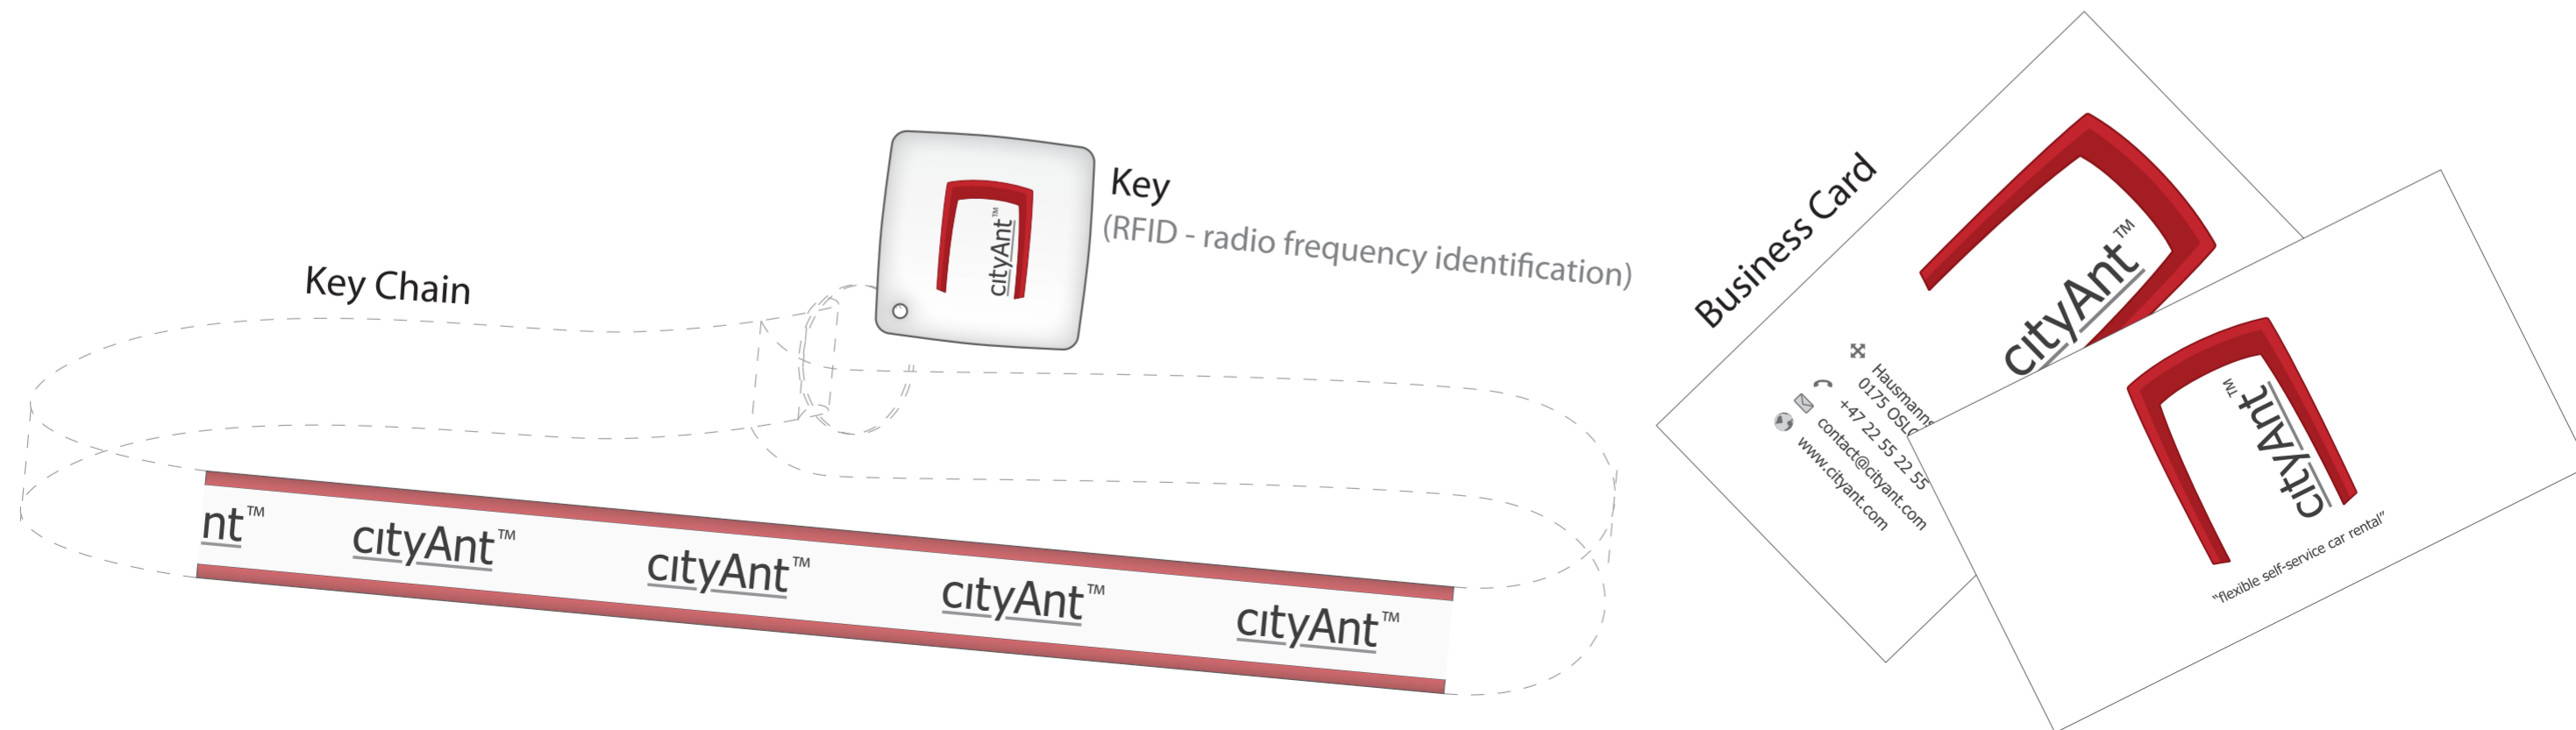 Key Chain
nt™
cityAnt™
cityAnt™
cityAnt™
cityAnt™
cityAnt™
Key
(RFID - radio frequency identification)
Business Card
cityAnt™
0175
+47 22 55 22 55
contact@cityant.com
www.cityant.com
cityAnt™
“flexible self-service car rental”